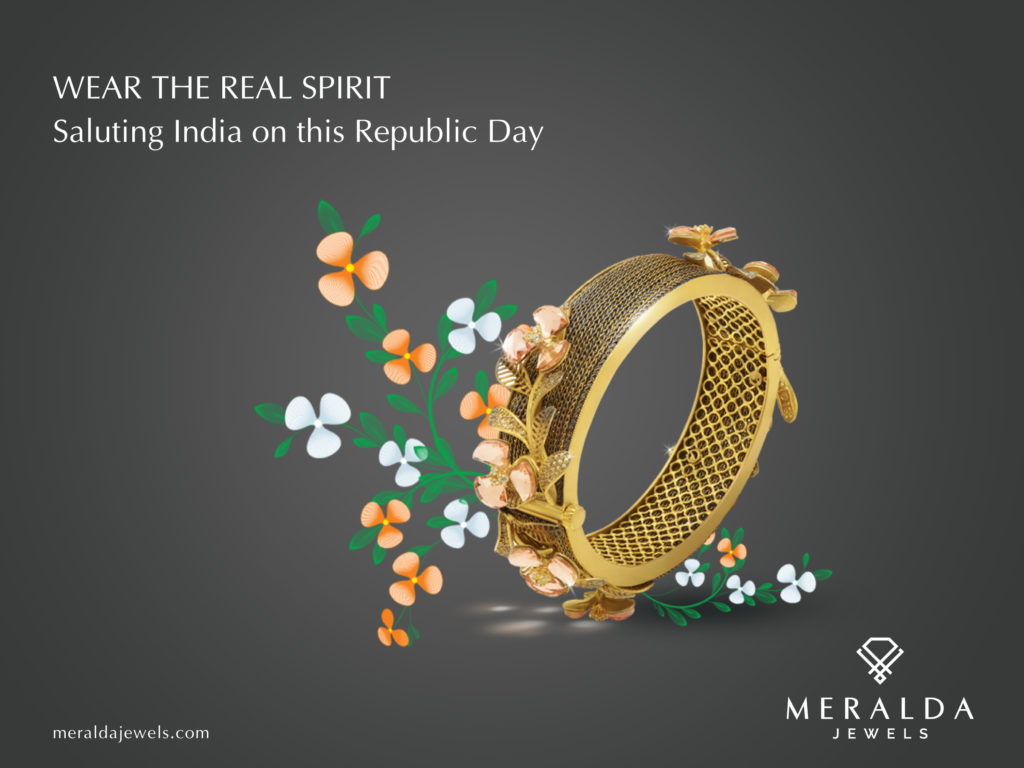 WEAR THE REAL SPIRIT
Saluting India on this Republic Day
MERALDA
JEWELS
meraldajewels.com